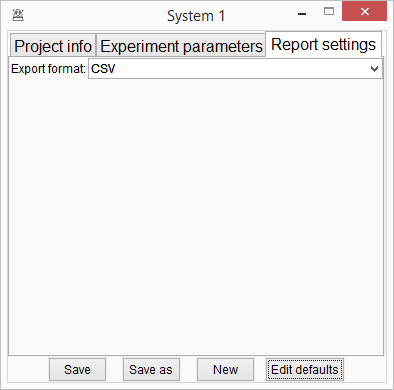 System 1
Project info Experiment parameters Report settings
Export format: CSV
Save Save as New Edit defaults